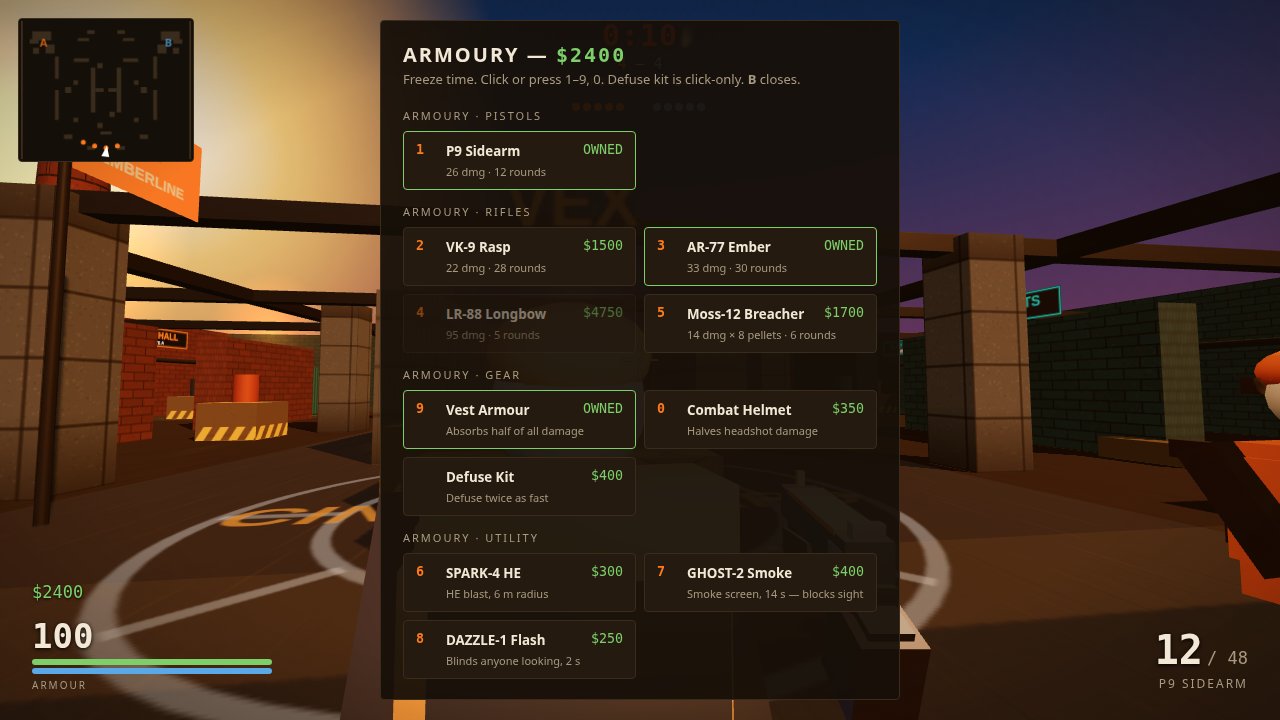 A
B
0:10
ARMOURY — $2400
Freeze time. Click or press 1–9, 0. Defuse kit is click-only. B closes.
ARMOURY · PISTOLS
1 P9 Sidearm OWNED
26 dmg · 12 rounds
VEX
ARMOURY · RIFLES
2 VK-9 Rasp $1500
22 dmg · 28 rounds
3 AR-77 Ember OWNED
33 dmg · 30 rounds
4 LR-88 Longbow $4750
95 dmg · 5 rounds
5 Moss-12 Breacher $1700
14 dmg × 8 pellets · 6 rounds
ARMOURY · GEAR
9 Vest Armour OWNED
Absorbs half of all damage
0 Combat Helmet $350
Halves headshot damage
Defuse Kit $400
Defuse twice as fast
ARMOURY · UTILITY
6 SPARK-4 HE $300
HE blast, 6 m radius
7 GHOST-2 Smoke $400
Smoke screen, 14 s — blocks sight
8 DAZZLE-1 Flash $250
Blinds anyone looking, 2 s
$2400
100
ARMOUR
12 / 48
P9 SIDEARM